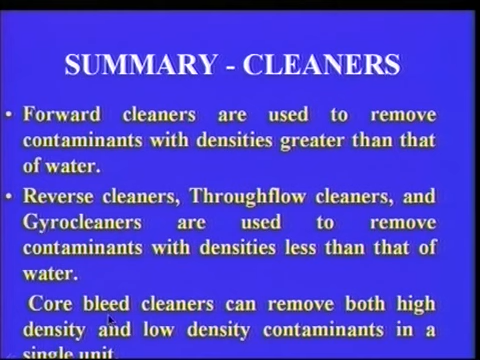 SUMMARY - CLEANERS
• Forward cleaners are used to remove
contaminants with densities greater than that
of water.
• Reverse cleaners, Throughflow cleaners, and
Gyrocleaners are used to remove
contaminants with densities less than that of
water.
Core bleed cleaners can remove both high
density and low density contaminants in a
single unit.